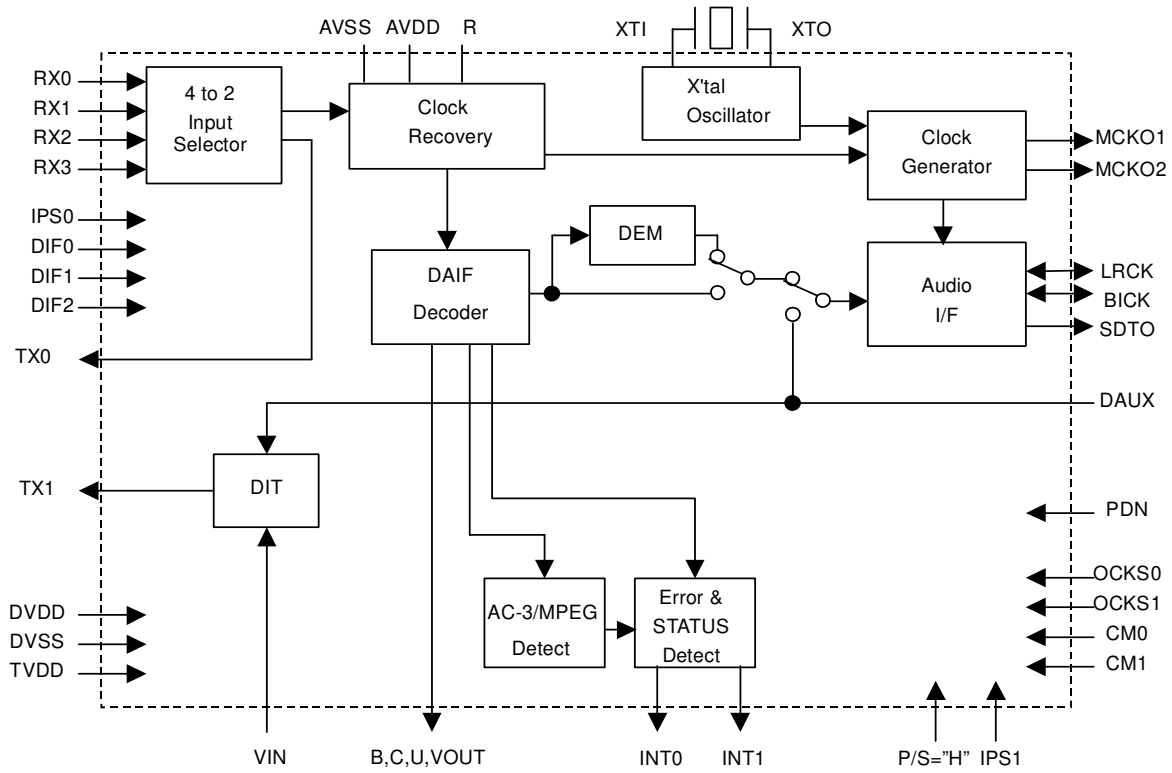 AVSS AVDD R XTI XTO
RX0
RX1
RX2
RX3
4 to 2
Input
Selector
Clock
Recovery
X'tal
Oscillator
Clock
Generator
MCKO1
MCKO2
IPS0
DIF0
DIF1
DIF2
DAIF
Decoder
DEM
Audio
I/F
LRCK
BICK
SDTO
TX0
DAUX
TX1
DIT
PDN
AC-3/MPEG
Detect
Error &
STATUS
Detect
OCKS0
OCKS1
CM0
CM1
DVDD
DVSS
TVDD
VIN B,C,U,VOUT INT0 INT1 P/S="H" IPS1